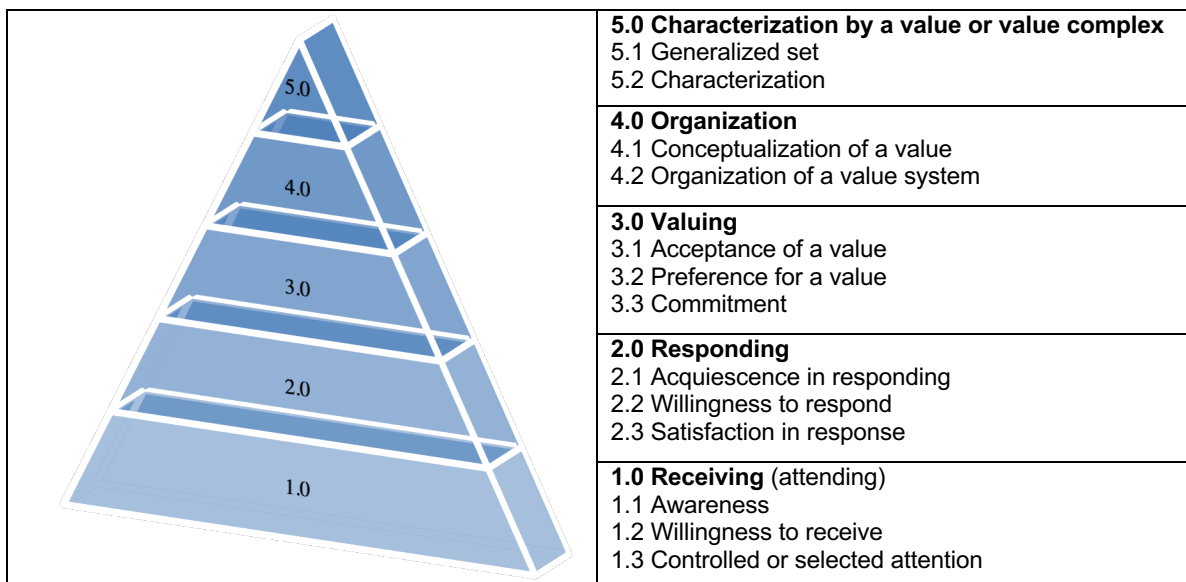 5.0
4.0
3.0
2.0
1.0
5.0 Characterization by a value or value complex
5.1 Generalized set
5.2 Characterization
4.0 Organization
4.1 Conceptualization of a value
4.2 Organization of a value system
3.0 Valuing
3.1 Acceptance of a value
3.2 Preference for a value
3.3 Commitment
2.0 Responding
2.1 Acquiescence in responding
2.2 Willingness to respond
2.3 Satisfaction in response
1.0 Receiving (attending)
1.1 Awareness
1.2 Willingness to receive
1.3 Controlled or selected attention